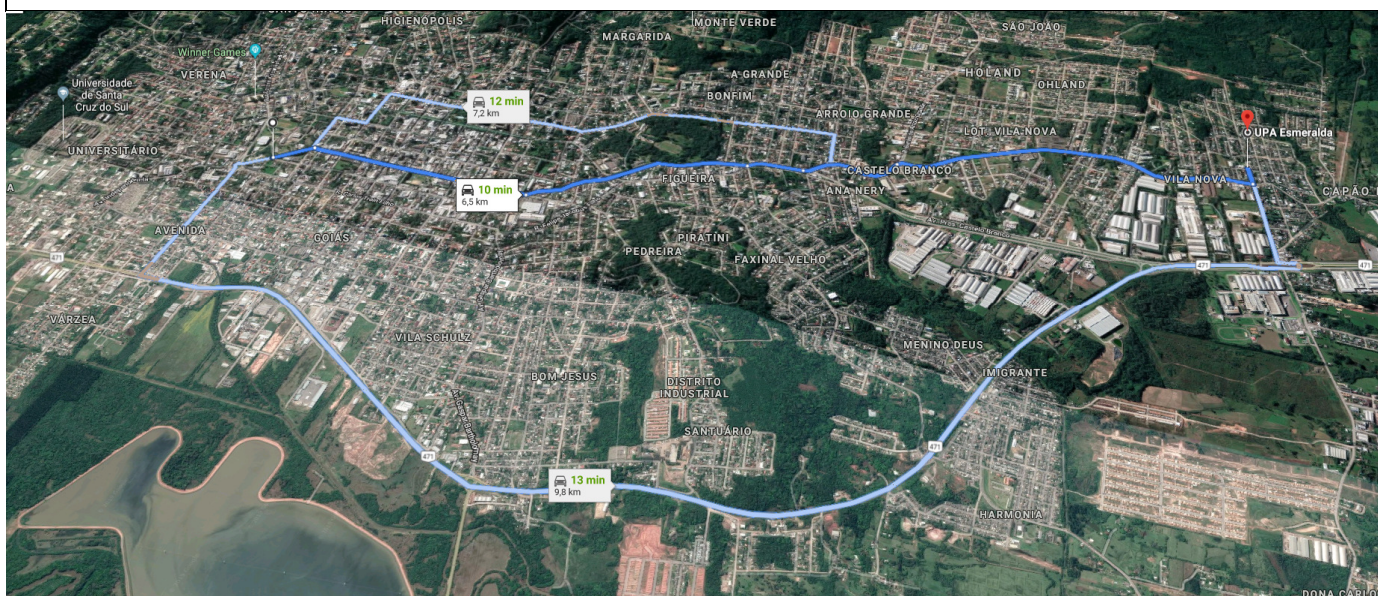 HIGIENÓPOLIS
MONTE VERDE
SÃO JOÃO
MARGARIDA
Winner Games
VERENA
A GRANDE
HOLAND
OHLAND
Universidade
de Santa
Cruz do Sul
BONFIM
12 min
7,2 km
ARROIO GRANDE
LOT. VILA NOVA
UPA Esmeralda
UNIVERSITÁRIO
CASTELO BRANCO
FIGUEIRA
VILA NOVA
10 min
6,5 km
ANA NERY
CAPÃO
AVENIDA
GOIÁS
PIRATINI
PEDREIRA
FAXINAL VELHO
471
471
471
VÁRZEA
VILA SCHULZ
MENINO DEUS
BOM JESUS
IMIGRANTE
DISTRITO
INDUSTRIAL
SANTUÁRIO
471
471
13 min
9,8 km
HARMONIA
DONA CARLO